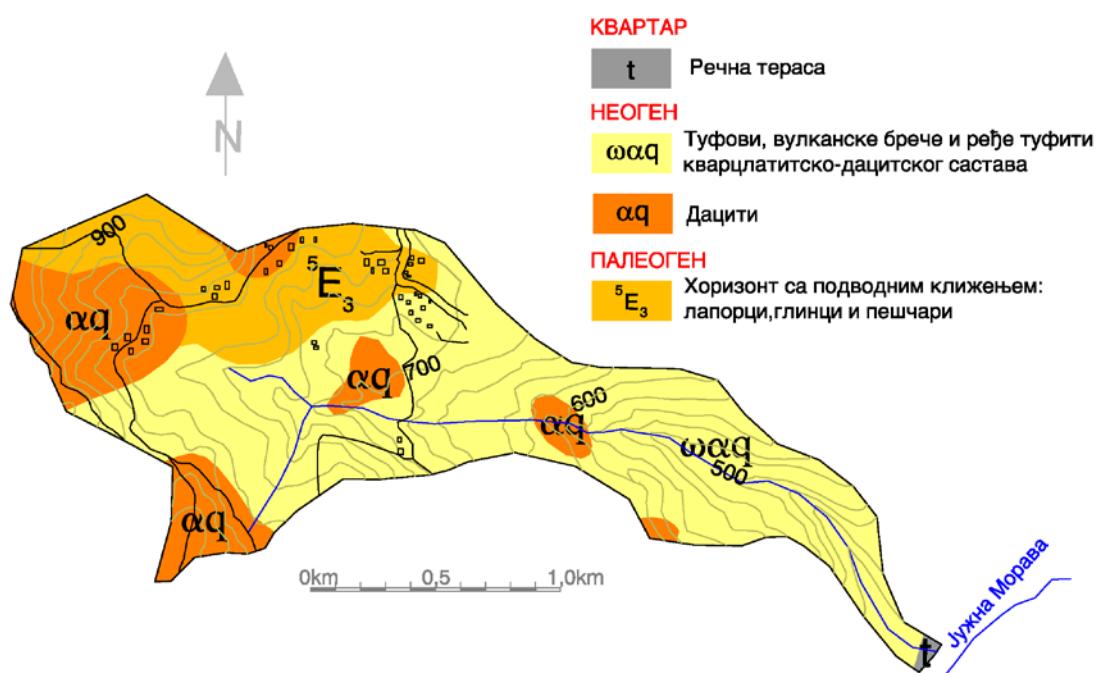 КВАРТАР
t
Речна тераса
НЕОГЕН
ωαq
Туфови, вулканске брече и ређе туфити
кварцлатитско-дацитског састава
αq
Дацити
ПАЛЕОГЕН
⁵E₃
Хоризонт са подводним клижењем:
лапорци,глинци и пешчари
N
900
⁵E₃
αq
αq
700
600
αq
ωαq
500
αq
0km
0,5
1,0km
Јужна Морава
t